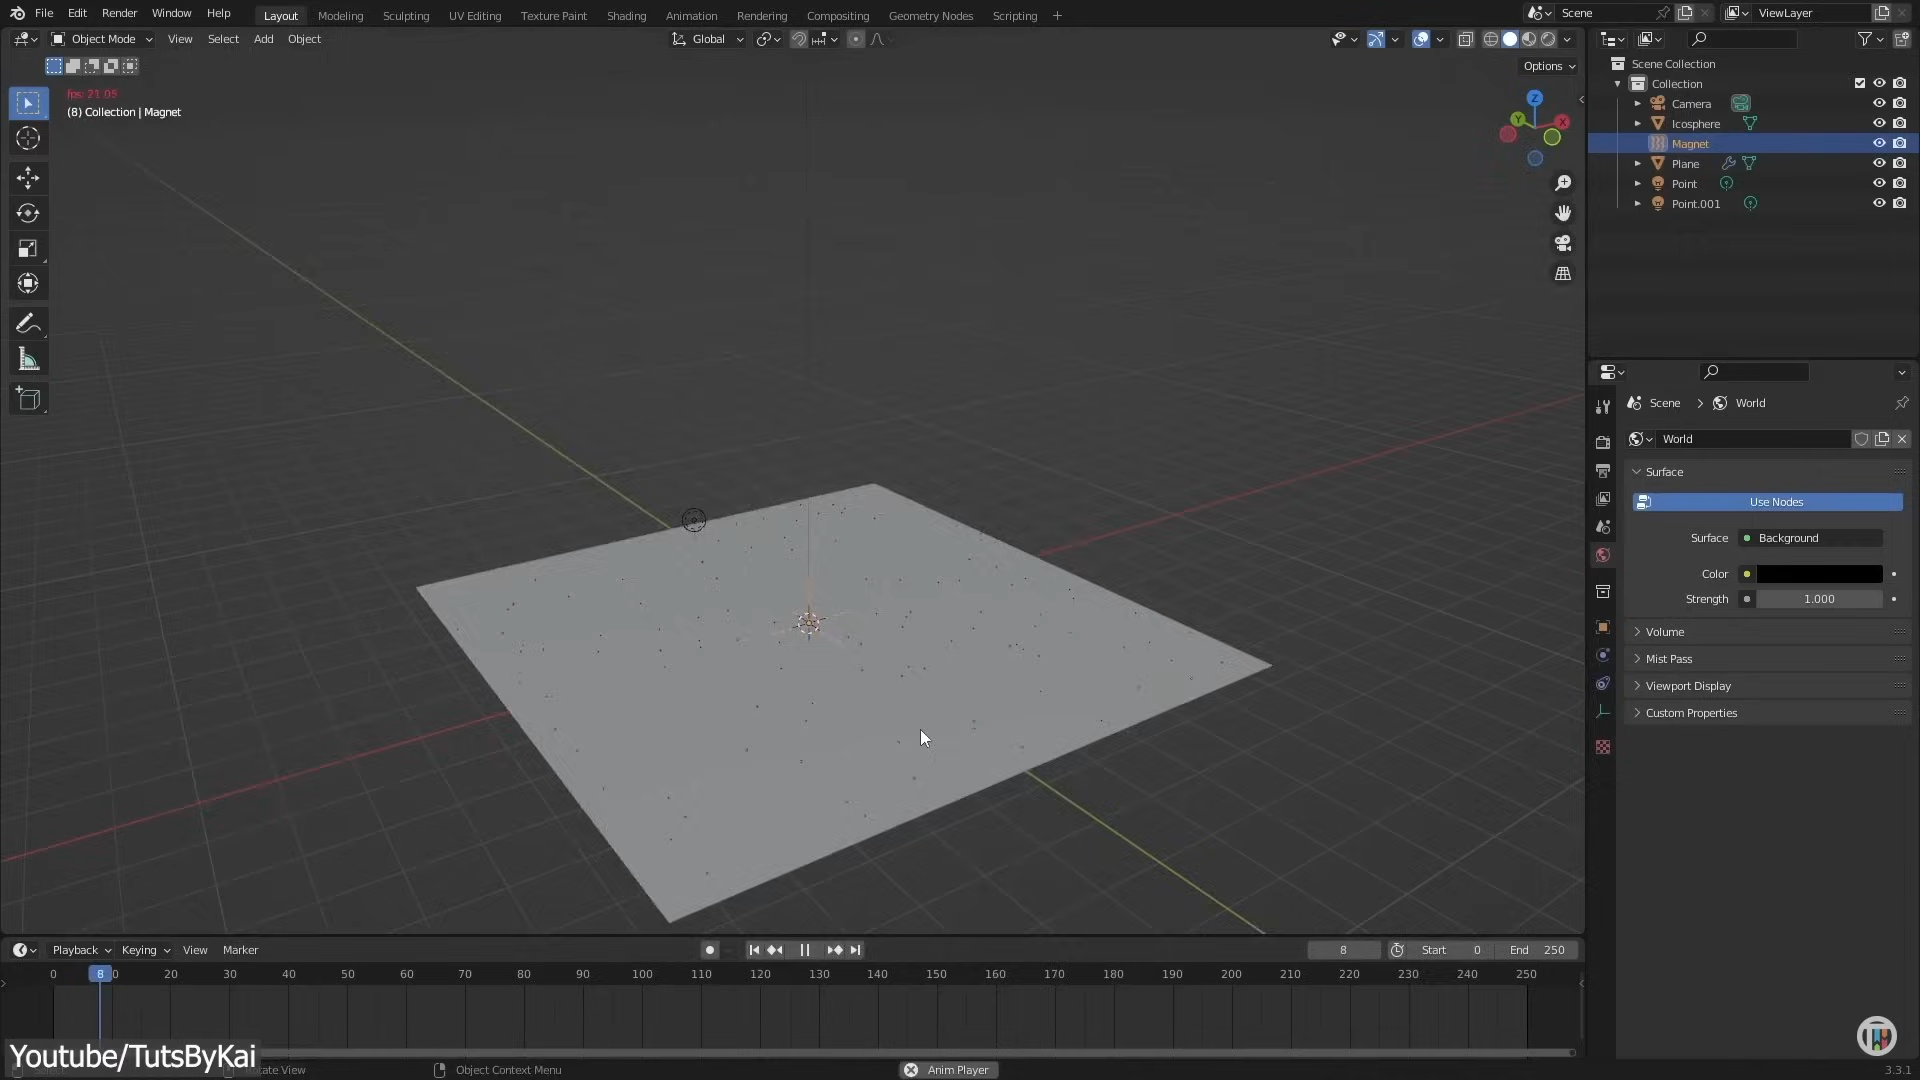 File Edit Render Window Help Layout Modeling Sculpting UV Editing Texture Paint Shading Animation Rendering Compositing Geometry Nodes Scripting + Scene ViewLayer
Object Mode View Select Add Object Global
Options
fps: 21.05
(8) Collection | Magnet
Z
Y
X
Scene Collection
Collection
Camera
Icosphere
Magnet
Plane
Point
Point.001
Scene > World
World
Surface
Use Nodes
Surface Background
Color
Strength 1.000
Volume
Mist Pass
Viewport Display
Custom Properties
Playback Keying View Marker 8 Start 0 End 250
0 8 0 20 30 40 50 60 70 80 90 100 110 120 130 140 150 160 170 180 190 200 210 220 230 240 250
Youtube/TutsByKai
Rotate View Object Context Menu Anim Player 3.3.1